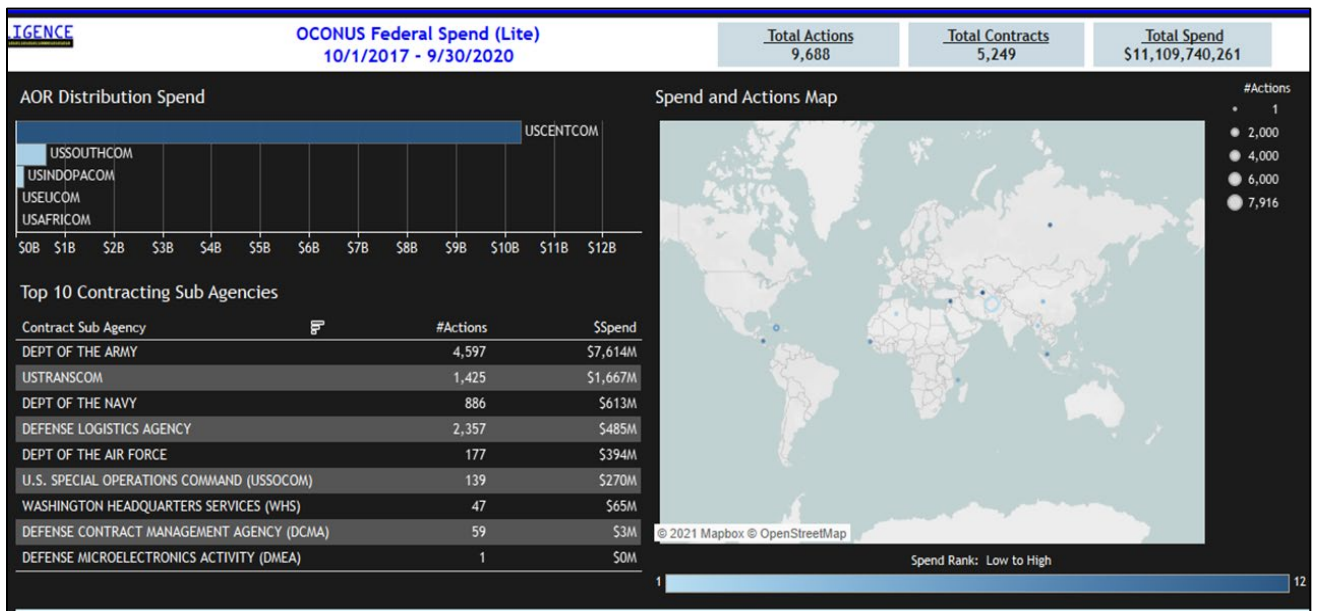 LIGENCE
OCONUS Federal Spend (Lite)
10/1/2017 - 9/30/2020
Total Actions
9,688
Total Contracts
5,249
Total Spend
$11,109,740,261
AOR Distribution Spend
USCENTCOM
USSOUTHCOM
USINDOPACOM
USEUCOM
USAFRICOM
$0B $1B $2B $3B $4B $5B $6B $7B $8B $9B $10B $11B $12B
Top 10 Contracting Sub Agencies
Contract Sub Agency #Actions $Spend
DEPT OF THE ARMY 4,597 $7,614M
USTRANSCOM 1,425 $1,667M
DEPT OF THE NAVY 886 $613M
DEFENSE LOGISTICS AGENCY 2,357 $485M
DEPT OF THE AIR FORCE 177 $394M
U.S. SPECIAL OPERATIONS COMMAND (USSOCOM) 139 $270M
WASHINGTON HEADQUARTERS SERVICES (WHS) 47 $65M
DEFENSE CONTRACT MANAGEMENT AGENCY (DCMA) 59 $3M
DEFENSE MICROELECTRONICS ACTIVITY (DMEA) 1 $0M
Spend and Actions Map
#Actions
1
2,000
4,000
6,000
7,916
© 2021 Mapbox © OpenStreetMap
Spend Rank: Low to High
1 12